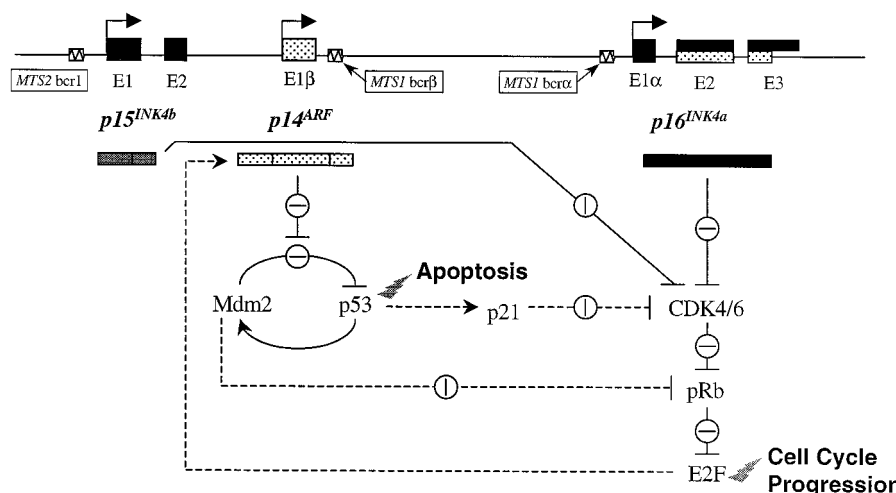 MTS2 bcr1 E1 E2 E1β MTS1 bcrβ MTS1 bcrα E1α E2 E3
p15INK4b p14ARF p16INK4a
Apoptosis
Mdm2 p53 p21 CDK4/6
pRb
E2F
Cell Cycle
Progression